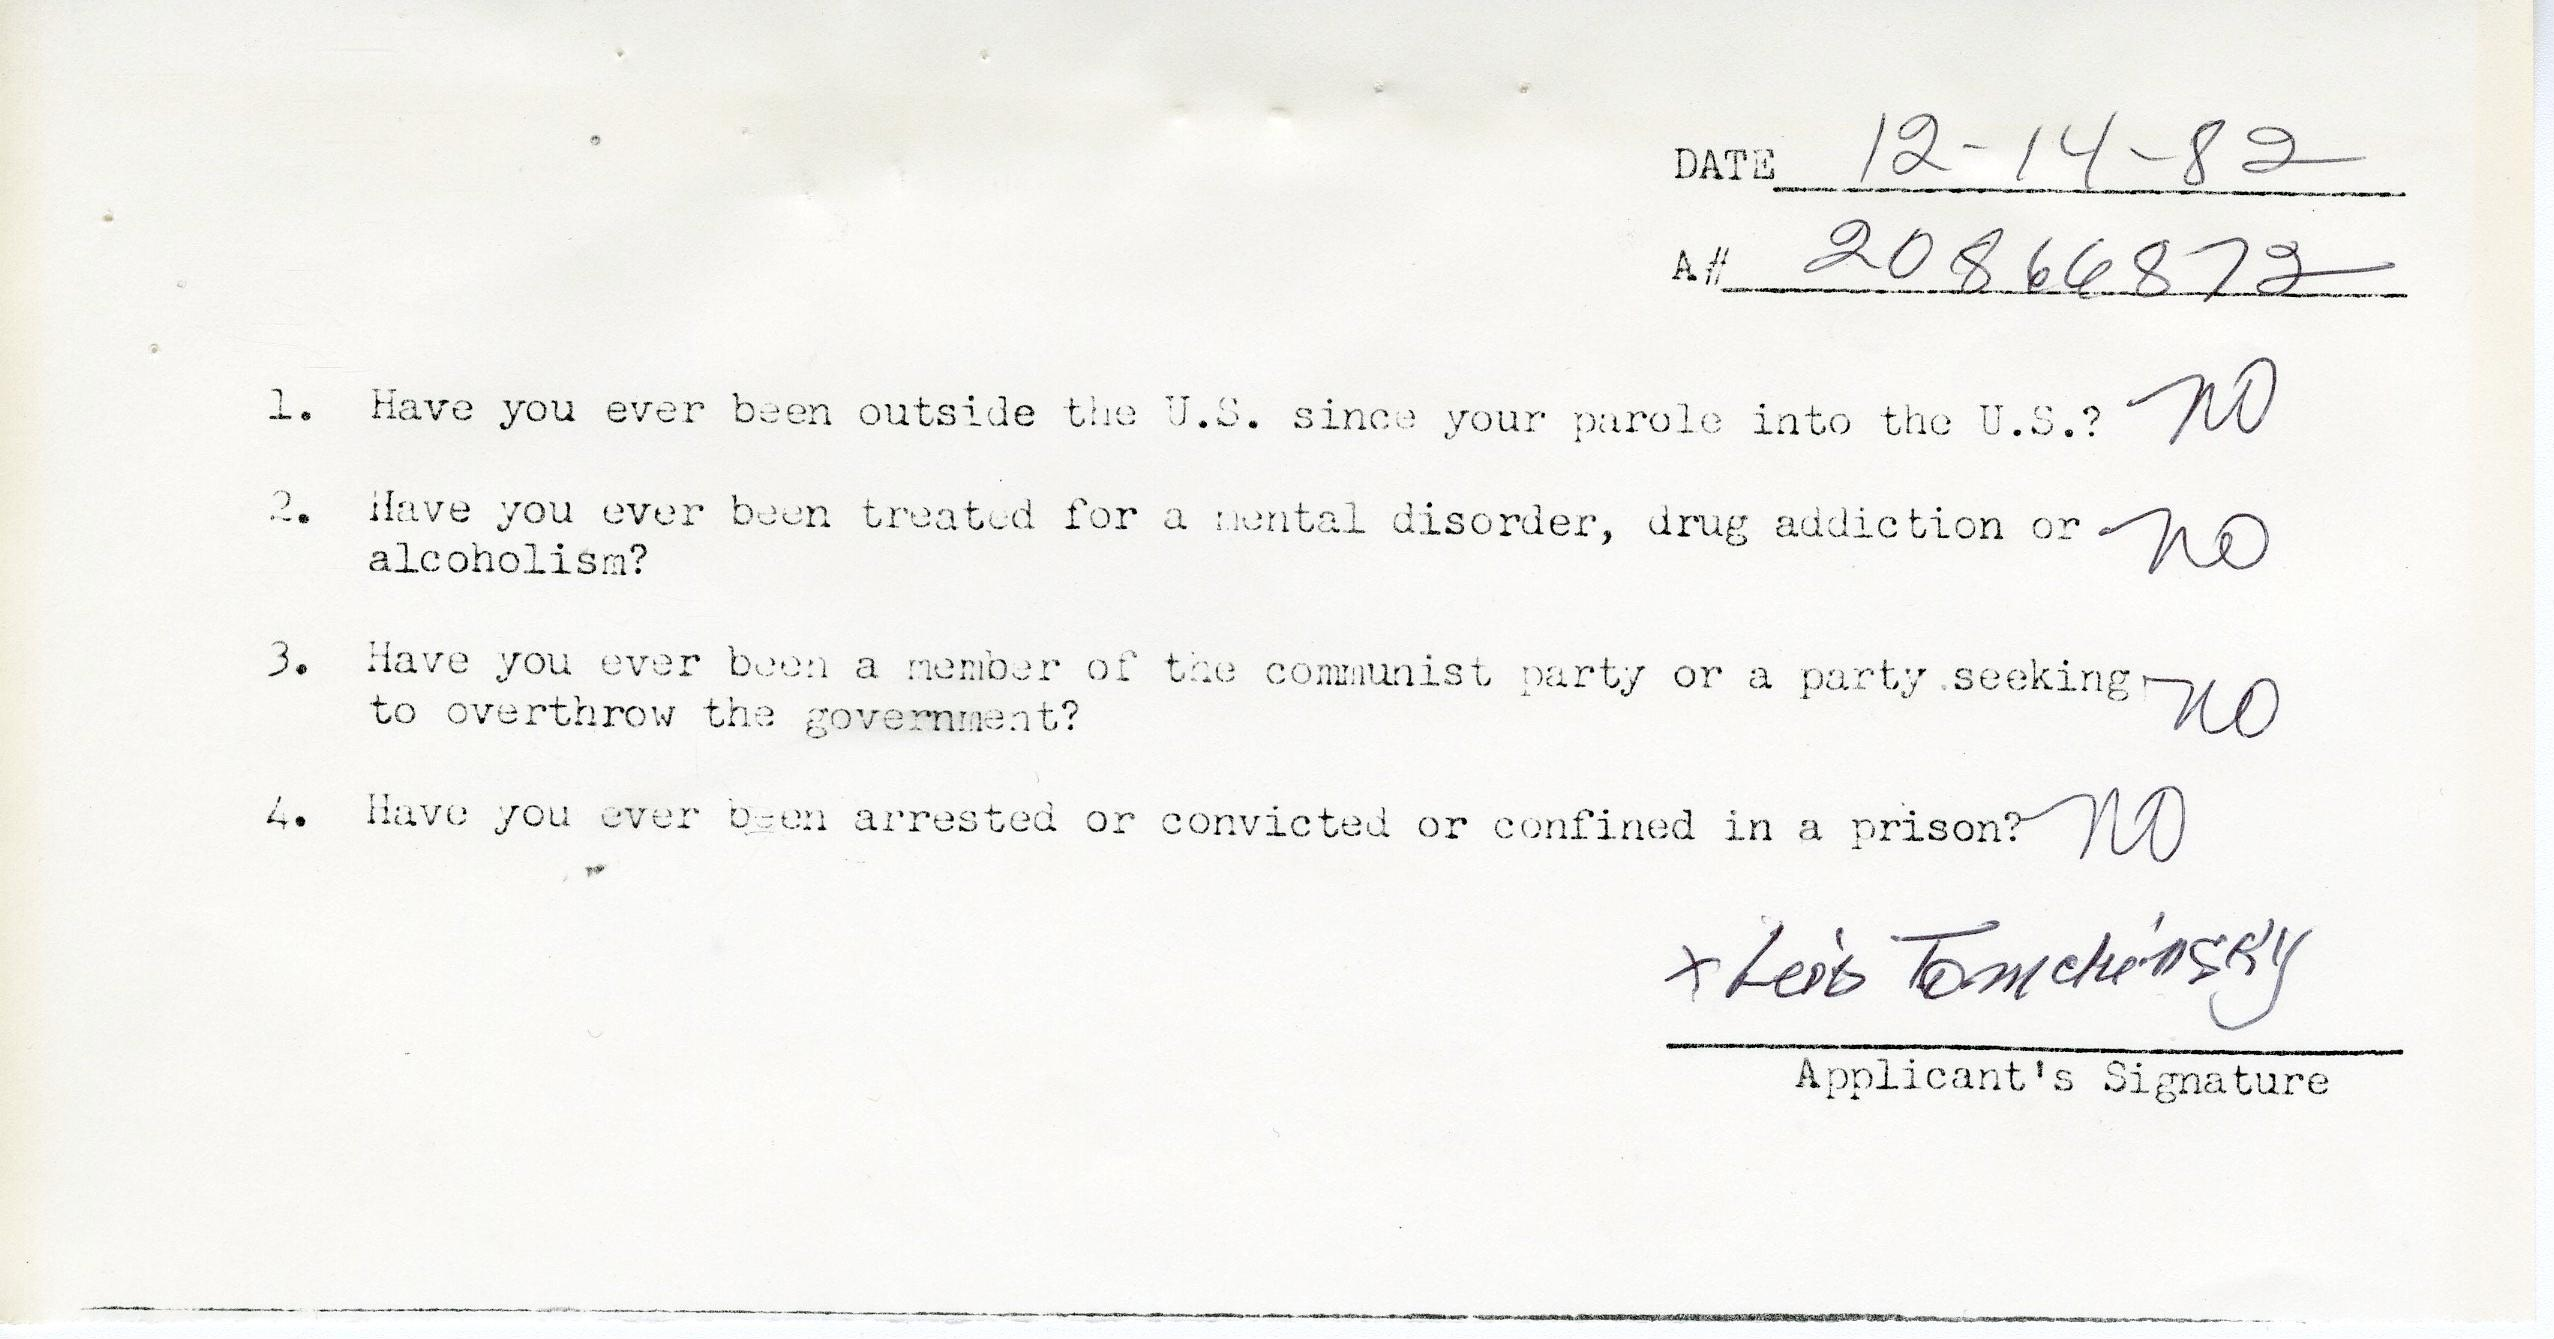 DATE 12-14-82
A# 20866872
1. Have you ever been outside the U.S. since your parole into the U.S.? no
2. Have you ever been treated for a mental disorder, drug addiction or no
alcoholism?
3. Have you ever been a member of the communist party or a party seeking no
to overthrow the government?
4. Have you ever been arrested or convicted or confined in a prison? no
x Leib Tomchinsky
Applicant's Signature